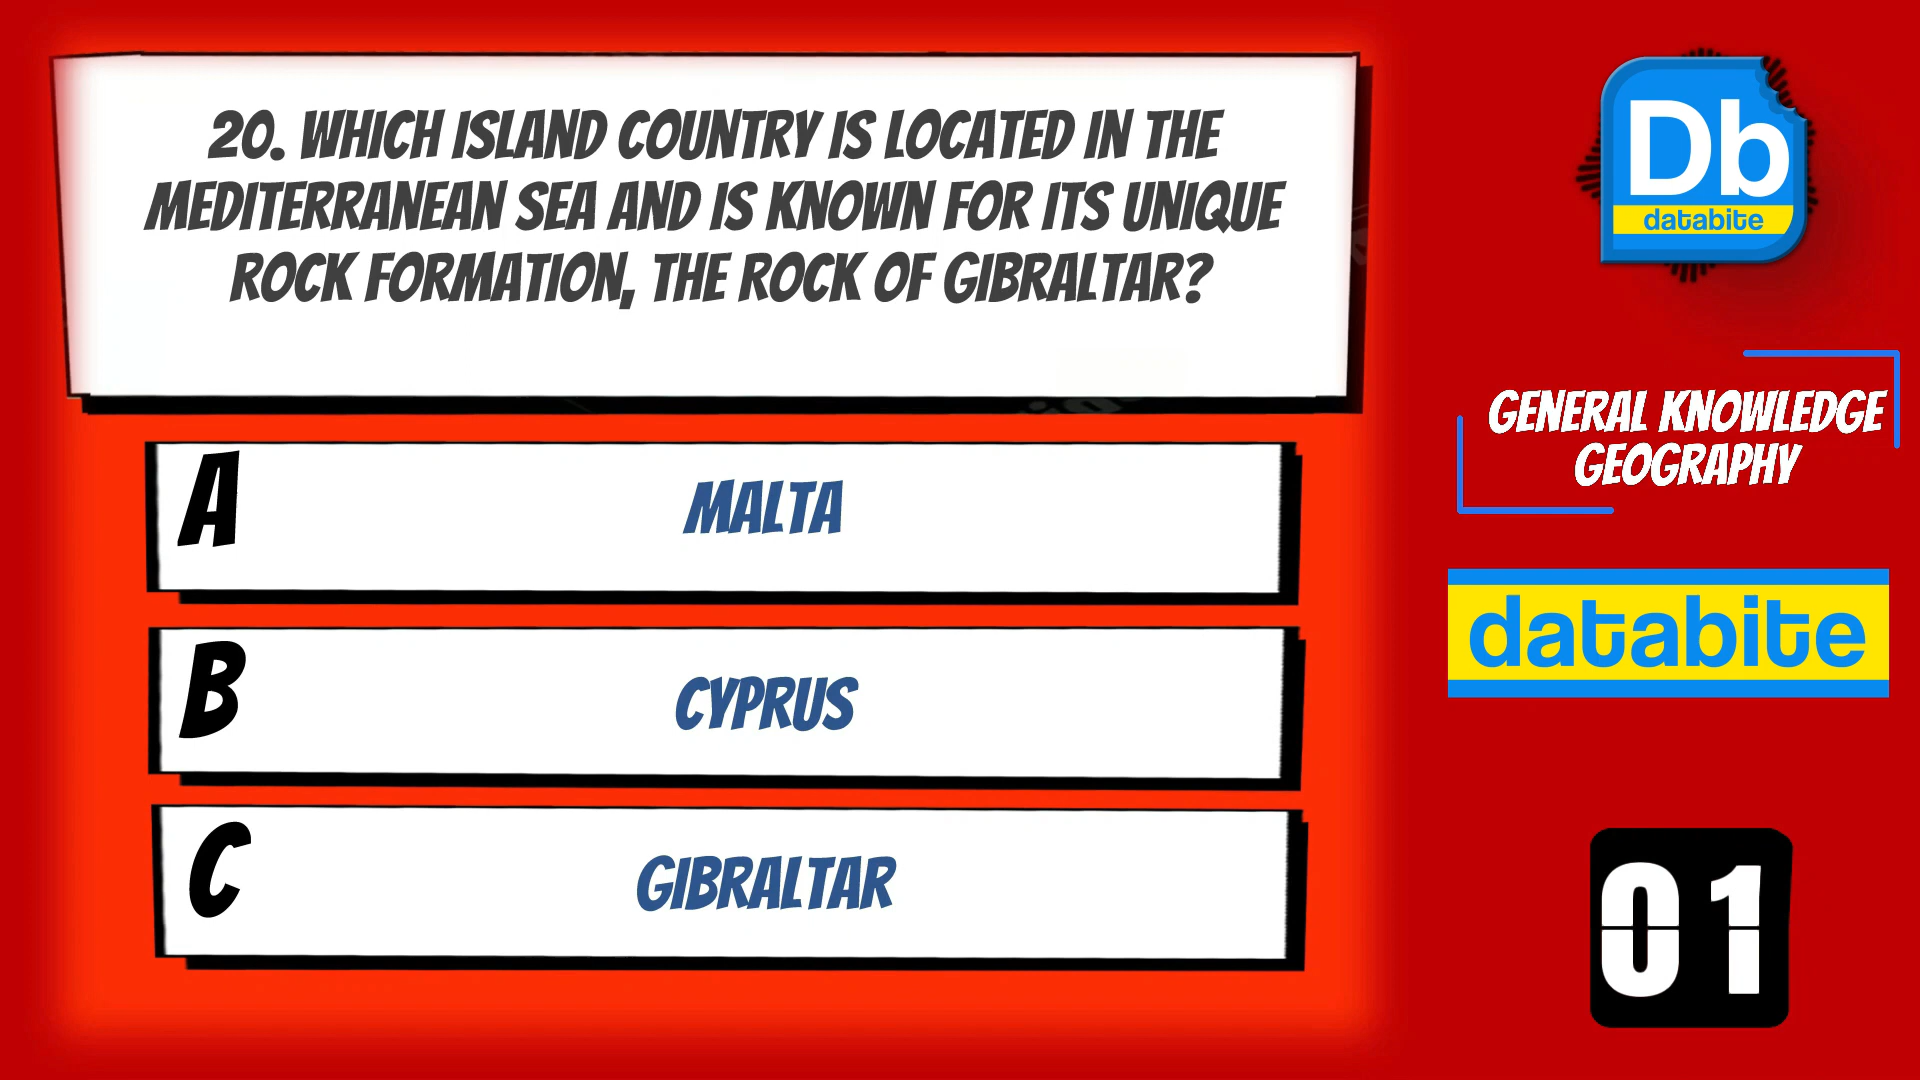 20. WHICH ISLAND COUNTRY IS LOCATED IN THE
MEDITERRANEAN SEA AND IS KNOWN FOR ITS UNIQUE
ROCK FORMATION, THE ROCK OF GIBRALTAR?
A
MALTA
B
CYPRUS
C
GIBRALTAR
Db
databite
GENERAL KNOWLEDGE
GEOGRAPHY
databite
01